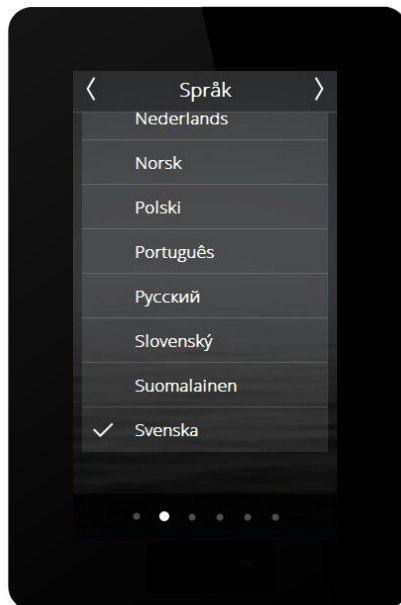 Språk
Nederlands
Norsk
Polski
Português
Русский
Slovenský
Suomalainen
Svenska